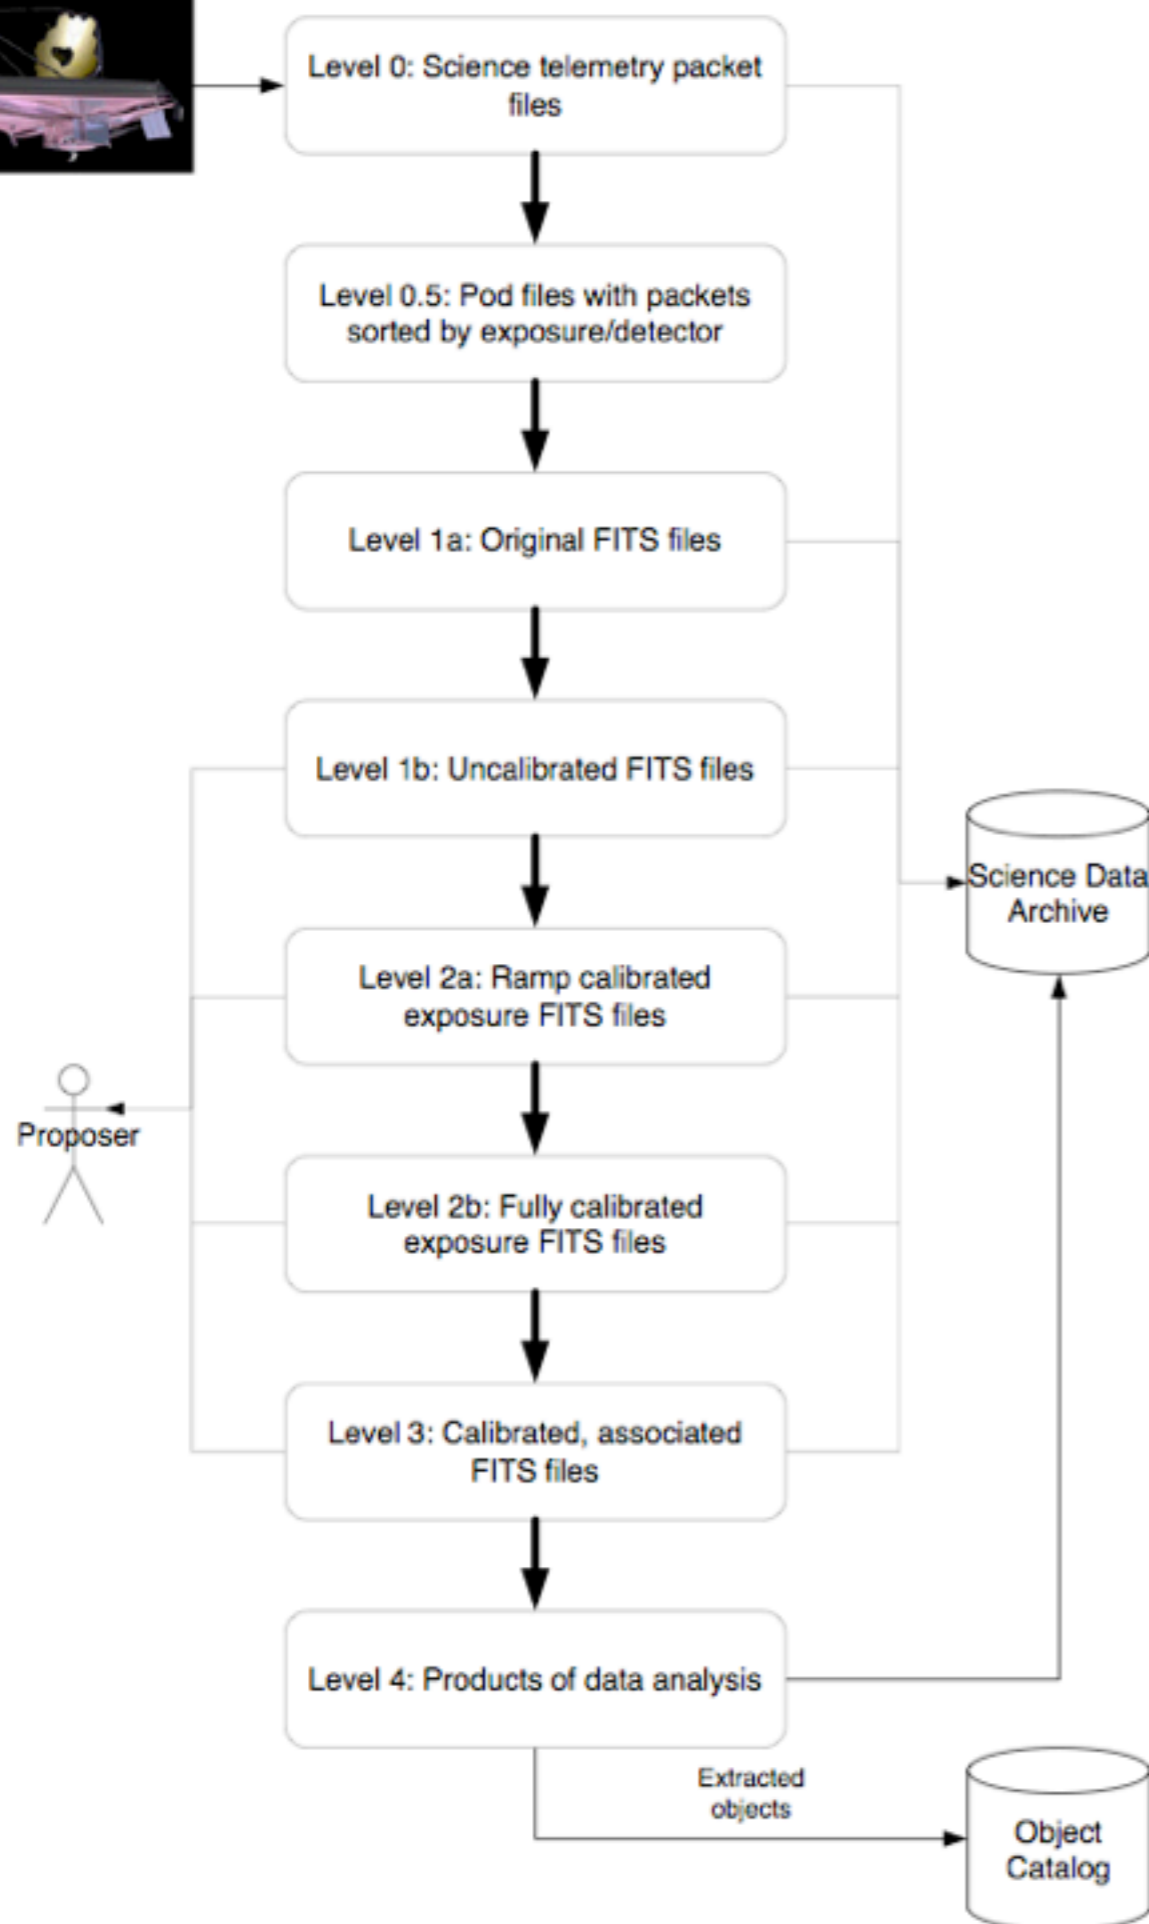 Level 0: Science telemetry packet
files
Level 0.5: Pod files with packets
sorted by exposure/detector
Level 1a: Original FITS files
Level 1b: Uncalibrated FITS files
Science Data
Archive
Level 2a: Ramp calibrated
exposure FITS files
Proposer
Level 2b: Fully calibrated
exposure FITS files
Level 3: Calibrated, associated
FITS files
Level 4: Products of data analysis
Extracted
objects
Object
Catalog